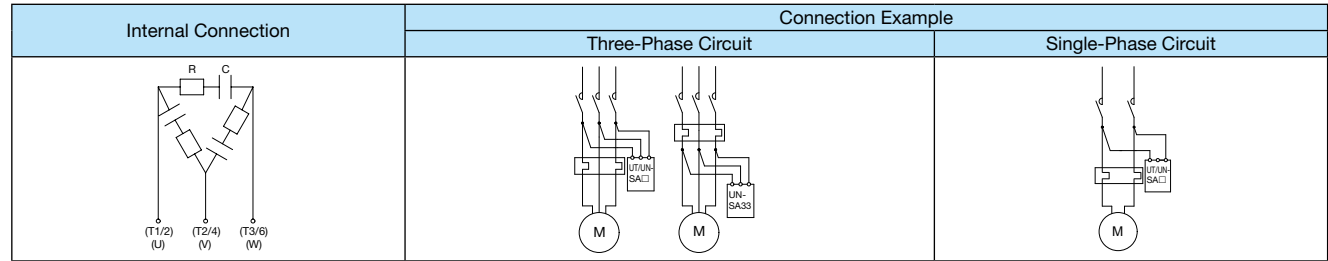 Internal Connection
Connection Example
Three-Phase Circuit
Single-Phase Circuit
R C
(T1/2) (T2/4) (T3/6)
(U) (V) (W)
UT/UN-
SA□
M
UN-
SA33
M
UT/UN-
SA□
M